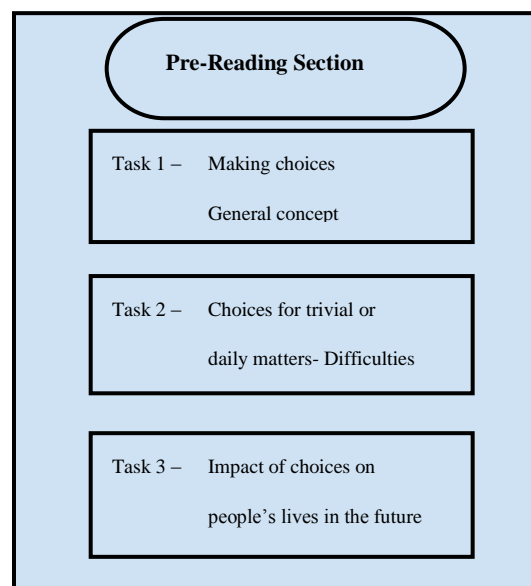 Pre-Reading Section
Task 1 – Making choices
General concept
Task 2 – Choices for trivial or
daily matters- Difficulties
Task 3 – Impact of choices on
people’s lives in the future